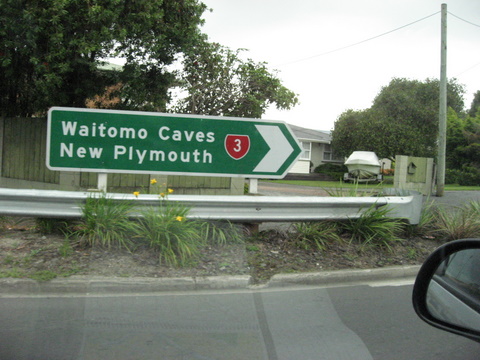 Waitomo Caves
New Plymouth
3